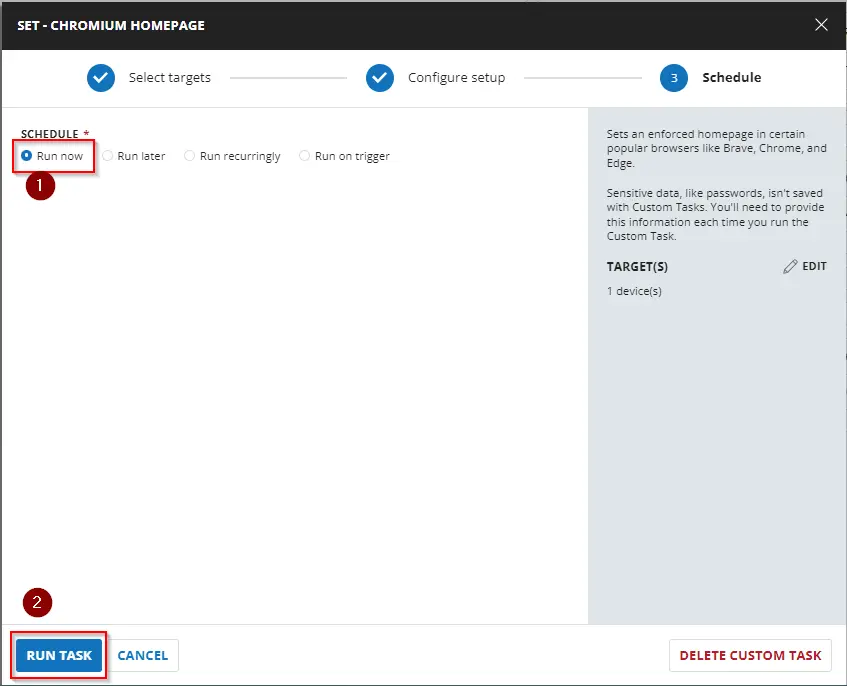 SET - CHROMIUM HOMEPAGE
Select targets
Configure setup
3
Schedule
SCHEDULE *
Run now
Run later
Run recurringly
Run on trigger
1
Sets an enforced homepage in certain
popular browsers like Brave, Chrome, and
Edge.
Sensitive data, like passwords, isn't saved
with Custom Tasks. You'll need to provide
this information each time you run the
Custom Task.
TARGET(S)
EDIT
1 device(s)
2
RUN TASK
CANCEL
DELETE CUSTOM TASK